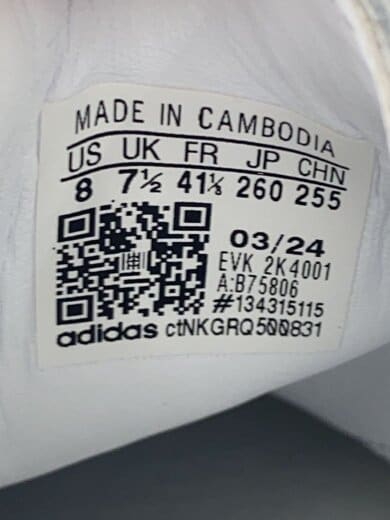 MADE IN CAMBODIA
US UK FR JP CHN
8 7½ 41⅓ 260 255
03/24
EVK 2K4001
A:B75806
#134315115
adidas ctNKGRQ500831